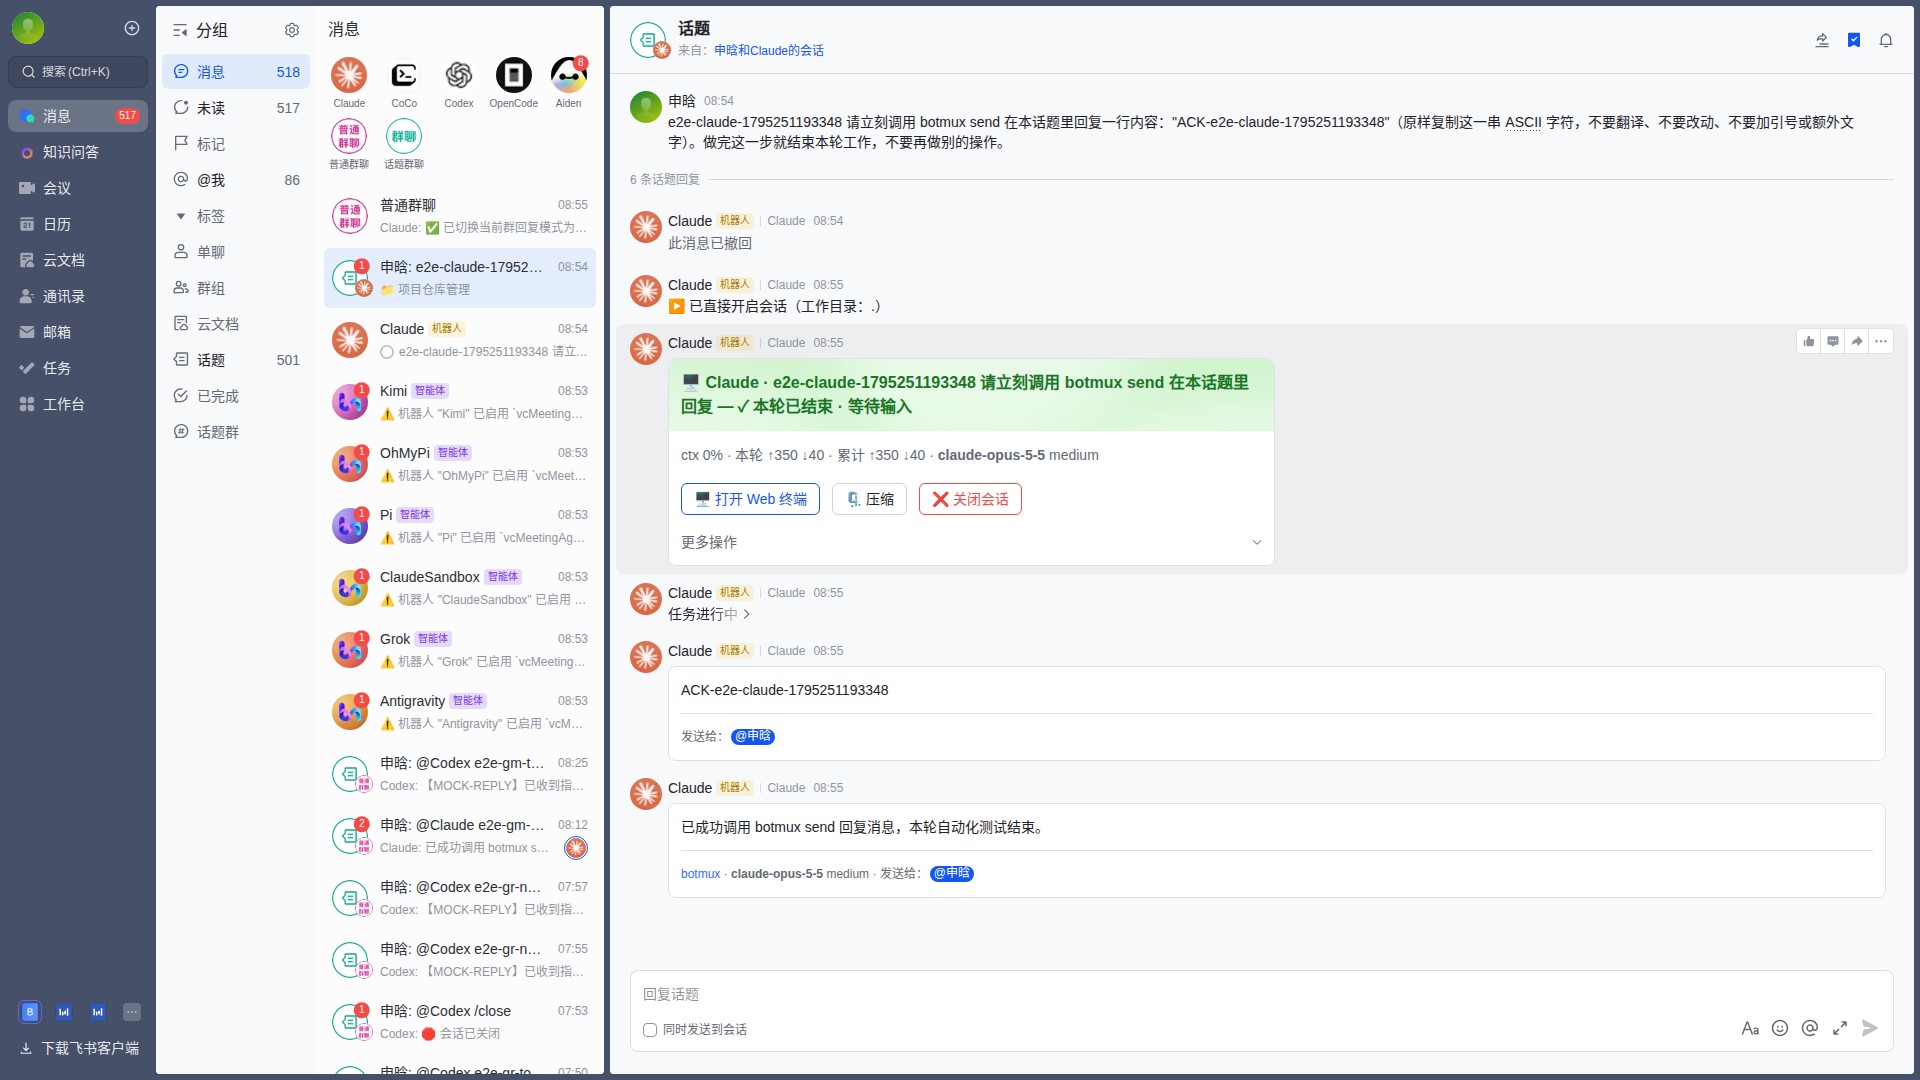 搜索 (Ctrl+K)
消息
517
知识问答
会议
日历
云文档
通讯录
邮箱
任务
工作台
下载飞书客户端
分组
消息
518
未读
517
标记
@我
86
标签
单聊
群组
云文档
话题
501
已完成
话题群
消息
8
Claude
CoCo
Codex
OpenCode
Aiden
普通
群聊
群聊
普通群聊
话题群聊
普通群聊
08:55
Claude: ✅ 已切换当前群回复模式为…
1
申晗: e2e-claude-17952…
08:54
📁 项目仓库管理
Claude 机器人
08:54
e2e-claude-1795251193348 请立…
1
Kimi 智能体
08:53
⚠️ 机器人 "Kimi" 已启用 `vcMeeting…
1
OhMyPi 智能体
08:53
⚠️ 机器人 "OhMyPi" 已启用 `vcMeet…
1
Pi 智能体
08:53
⚠️ 机器人 "Pi" 已启用 `vcMeetingAg…
1
ClaudeSandbox 智能体
08:53
⚠️ 机器人 "ClaudeSandbox" 已启用 …
1
Grok 智能体
08:53
⚠️ 机器人 "Grok" 已启用 `vcMeeting…
1
Antigravity 智能体
08:53
⚠️ 机器人 "Antigravity" 已启用 `vcM…
申晗: @Codex e2e-gm-t…
08:25
Codex: 【MOCK-REPLY】已收到指…
2
申晗: @Claude e2e-gm-…
08:12
Claude: 已成功调用 botmux s…
申晗: @Codex e2e-gr-n…
07:57
Codex: 【MOCK-REPLY】已收到指…
申晗: @Codex e2e-gr-n…
07:55
Codex: 【MOCK-REPLY】已收到指…
1
申晗: @Codex /close
07:53
Codex: 🛑 会话已关闭
申晗: @Codex e2e-gr-to…
07:50
话题
来自：申晗和Claude的会话
申晗 08:54
e2e-claude-1795251193348 请立刻调用 botmux send 在本话题里回复一行内容："ACK-e2e-claude-1795251193348"（原样复制这一串 ASCII 字符，不要翻译、不要改动、不要加引号或额外文
字）。做完这一步就结束本轮工作，不要再做别的操作。
6 条话题回复
Claude 机器人 | Claude 08:54
此消息已撤回
Claude 机器人 | Claude 08:55
▶️ 已直接开启会话（工作目录：.）
Claude 机器人 | Claude 08:55
🖥️ Claude · e2e-claude-1795251193348 请立刻调用 botmux send 在本话题里
回复 — ✓ 本轮已结束 · 等待输入
ctx 0% · 本轮 ↑350 ↓40 · 累计 ↑350 ↓40 · claude-opus-5-5 medium
🖥️ 打开 Web 终端
🗜️ 压缩
❌ 关闭会话
更多操作
Claude 机器人 | Claude 08:55
任务进行中
Claude 机器人 | Claude 08:55
ACK-e2e-claude-1795251193348
发送给：@申晗
Claude 机器人 | Claude 08:55
已成功调用 botmux send 回复消息，本轮自动化测试结束。
botmux · claude-opus-5-5 medium · 发送给：@申晗
回复话题
同时发送到会话